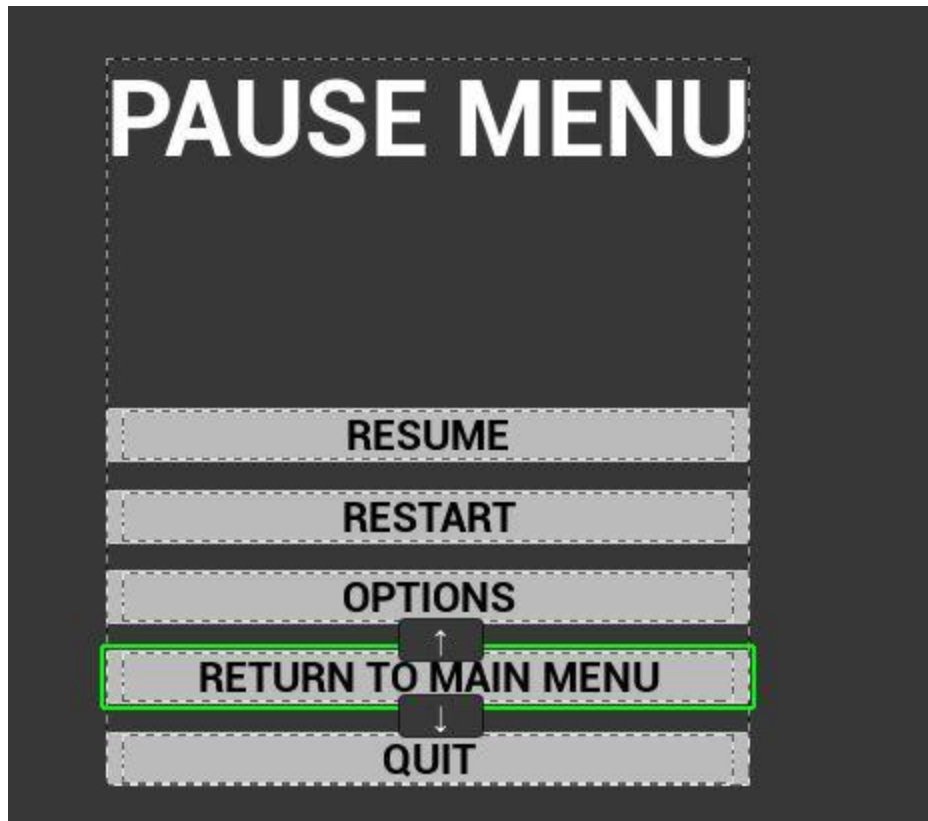 PAUSE MENU
RESUME
RESTART
OPTIONS
↑
RETURN TO MAIN MENU
↓
QUIT